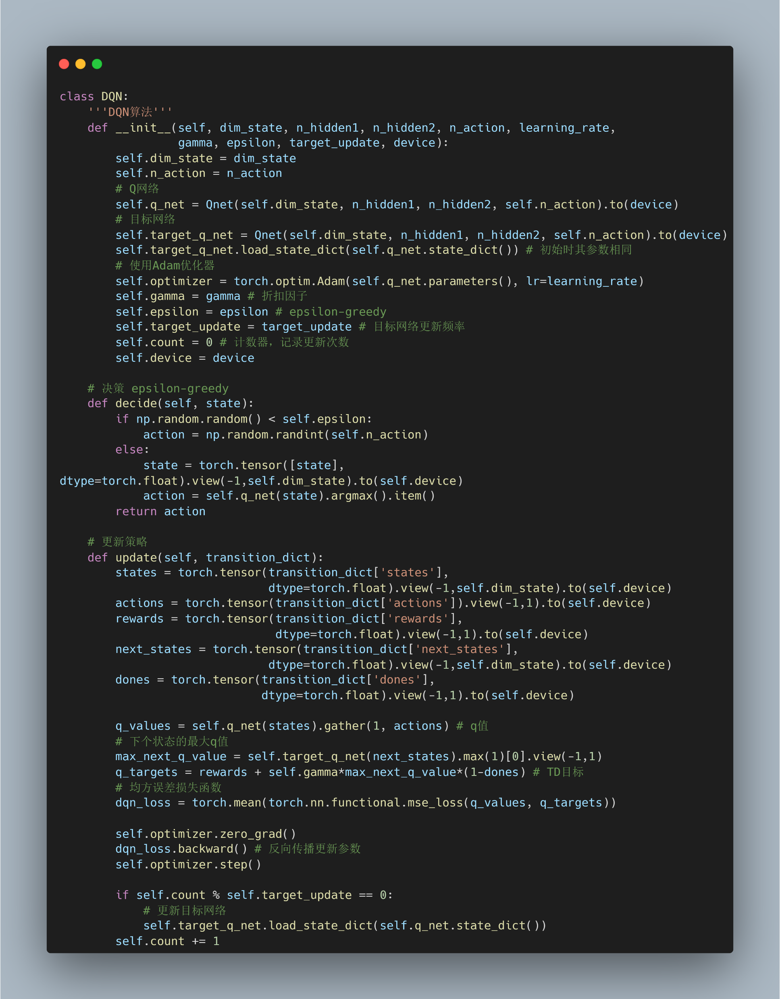 class DQN:
    '''DQN算法'''
    def __init__(self, dim_state, n_hidden1, n_hidden2, n_action, learning_rate,
                 gamma, epsilon, target_update, device):
        self.dim_state = dim_state
        self.n_action = n_action
        # Q网络
        self.q_net = Qnet(self.dim_state, n_hidden1, n_hidden2, self.n_action).to(device)
        # 目标网络
        self.target_q_net = Qnet(self.dim_state, n_hidden1, n_hidden2, self.n_action).to(device)
        self.target_q_net.load_state_dict(self.q_net.state_dict()) # 初始时其参数相同
        # 使用Adam优化器
        self.optimizer = torch.optim.Adam(self.q_net.parameters(), lr=learning_rate)
        self.gamma = gamma # 折扣因子
        self.epsilon = epsilon # epsilon-greedy
        self.target_update = target_update # 目标网络更新频率
        self.count = 0 # 计数器，记录更新次数
        self.device = device

    # 决策 epsilon-greedy
    def decide(self, state):
        if np.random.random() < self.epsilon:
            action = np.random.randint(self.n_action)
        else:
            state = torch.tensor([state],
dtype=torch.float).view(-1,self.dim_state).to(self.device)
            action = self.q_net(state).argmax().item()
        return action

    # 更新策略
    def update(self, transition_dict):
        states = torch.tensor(transition_dict['states'],
                              dtype=torch.float).view(-1,self.dim_state).to(self.device)
        actions = torch.tensor(transition_dict['actions']).view(-1,1).to(self.device)
        rewards = torch.tensor(transition_dict['rewards'],
                               dtype=torch.float).view(-1,1).to(self.device)
        next_states = torch.tensor(transition_dict['next_states'],
                              dtype=torch.float).view(-1,self.dim_state).to(self.device)
        dones = torch.tensor(transition_dict['dones'],
                             dtype=torch.float).view(-1,1).to(self.device)

        q_values = self.q_net(states).gather(1, actions) # q值
        # 下个状态的最大q值
        max_next_q_value = self.target_q_net(next_states).max(1)[0].view(-1,1)
        q_targets = rewards + self.gamma*max_next_q_value*(1-dones) # TD目标
        # 均方误差损失函数
        dqn_loss = torch.mean(torch.nn.functional.mse_loss(q_values, q_targets))

        self.optimizer.zero_grad()
        dqn_loss.backward() # 反向传播更新参数
        self.optimizer.step()

        if self.count % self.target_update == 0:
            # 更新目标网络
            self.target_q_net.load_state_dict(self.q_net.state_dict())
        self.count += 1